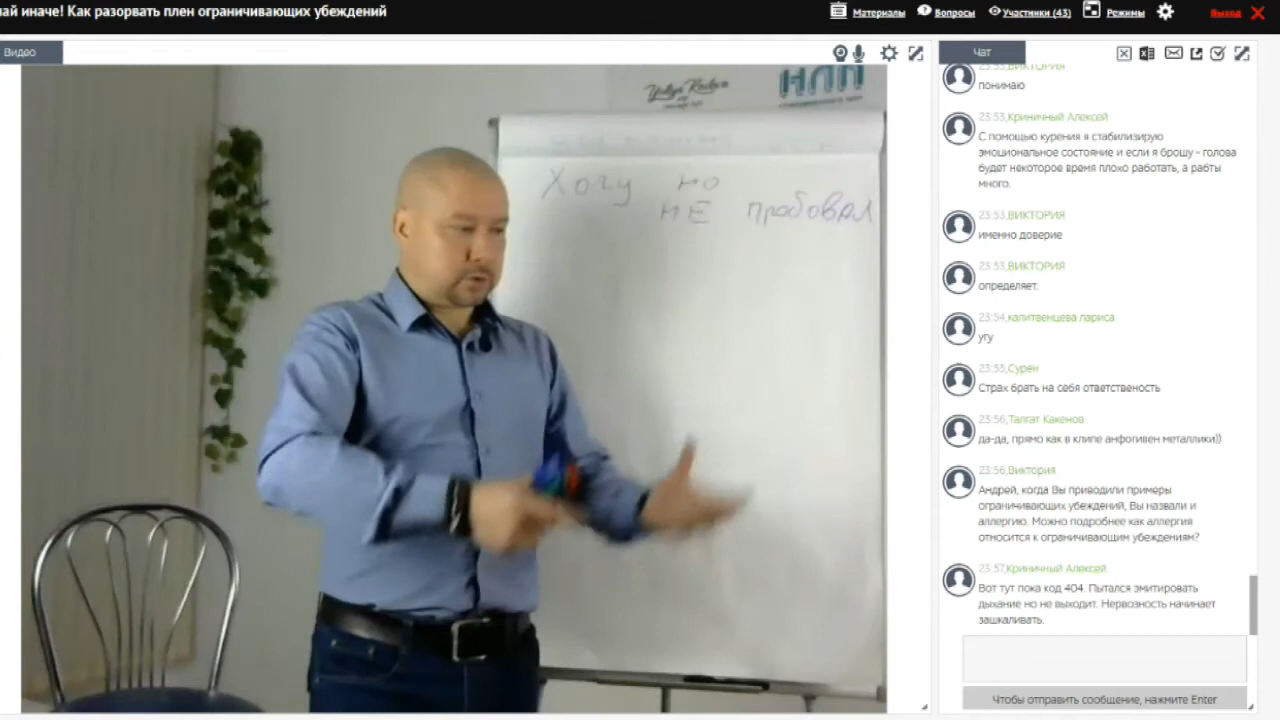 ай иначе! Как разорвать плен ограничивающих убеждений
Материалы
Вопросы
Участники (43)
Режимы
Выход
Видео
Чат
НЛП
Хочу но
НЕ пробовал
23:53,ВИКТОРИЯ
понимаю
23:53,Криничный Алексей
С помощью курения я стабилизирую
эмоциональное состояние и если я брошу - голова
будет некоторое время плохо работать, а рабты
много.
23:53,ВИКТОРИЯ
именно доверие
23:53,ВИКТОРИЯ
определяет.
23:54,калитвенцева лариса
угу
23:55,Сурен
Страх брать на себя ответственость
23:56,Талгат Какенов
да-да, прямо как в клипе анфогивен металлики))
23:56,Виктория
Андрей, когда Вы приводили примеры
ограничивающих убеждений, Вы назвали и
аллергию. Можно подробнее как аллергия
относится к ограничивающим убеждениям?
23:57,Криничный Алексей
Вот тут пока код 404. Пытался эмитировать
дыхание но не выходит. Нервозность начинает
зашкаливать.
Чтобы отправить сообщение, нажмите Enter